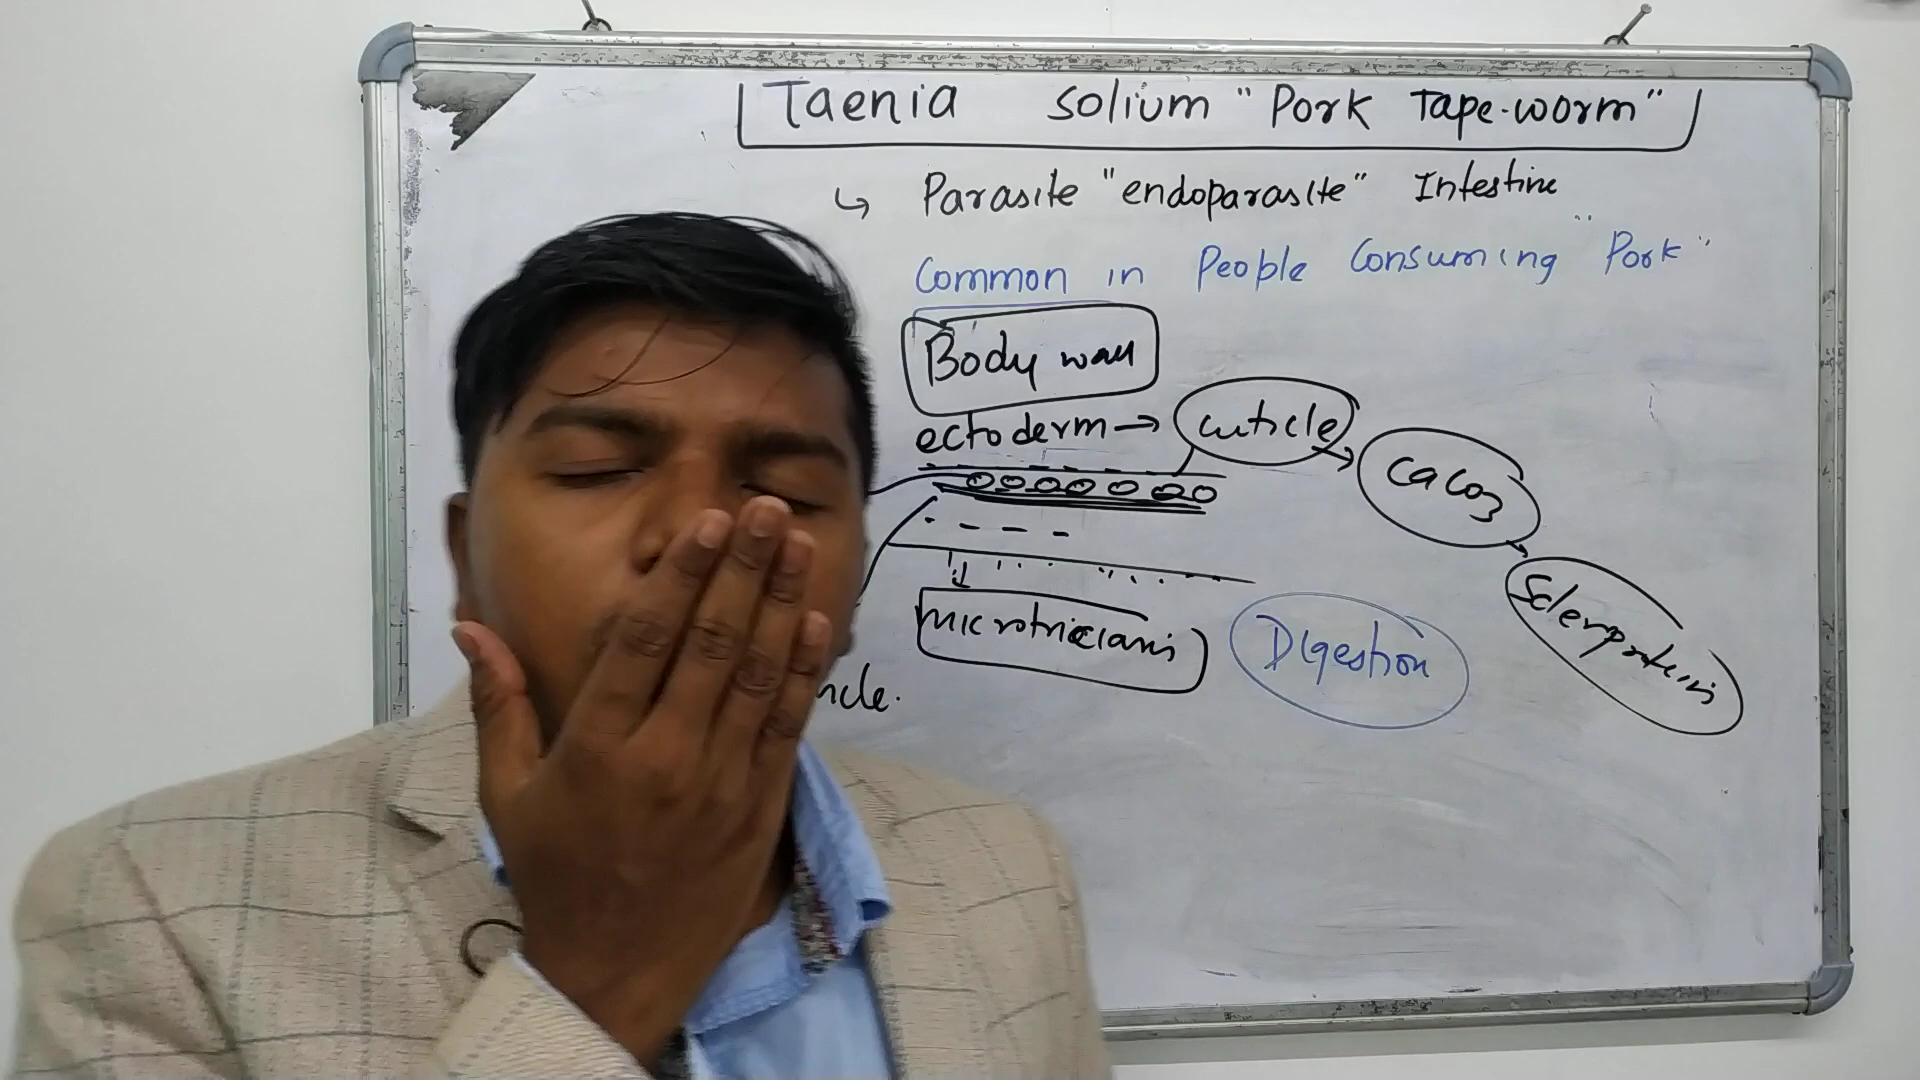 Taenia solium "Pork Tape-worm"
↳ Parasite "endoparasite" Intestine
Common in People Consuming "Pork"
Body wall
ectoderm → cuticle
CaCO3
Scleroproteins
Digestion